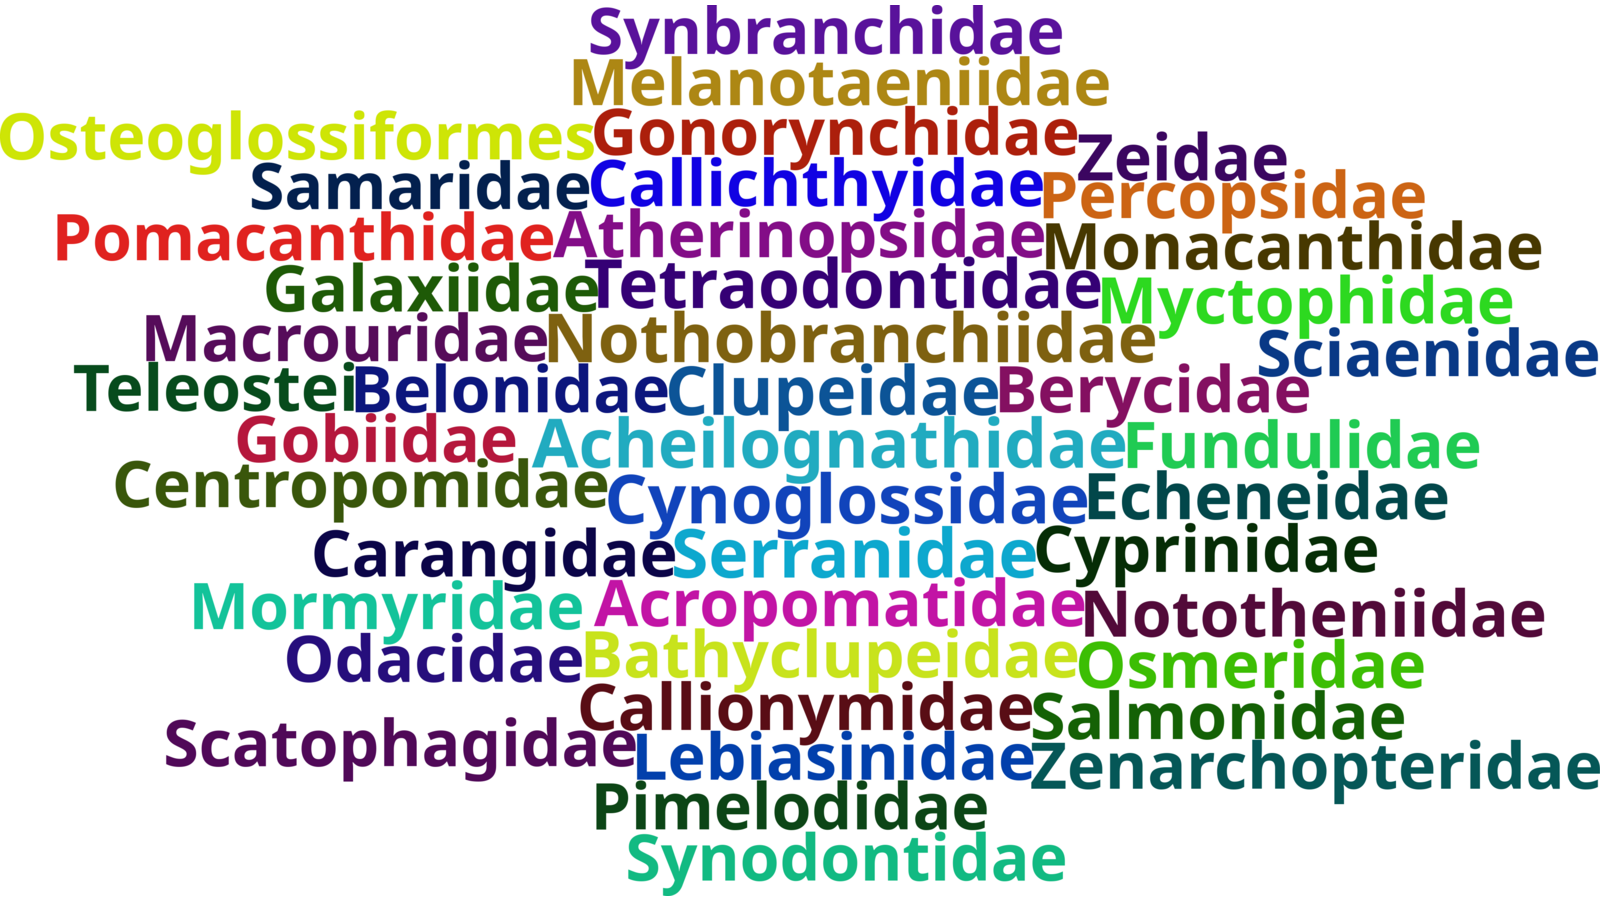 Synbranchidae
Melanotaeniidae
Osteoglossiformes Gonorynchidae Zeidae
Samaridae Callichthyidae Percopsidae
Pomacanthidae Atherinopsidae Monacanthidae
Galaxiidae Tetraodontidae Myctophidae
Macrouridae Nothobranchiidae Sciaenidae
Teleostei Belonidae Clupeidae Berycidae
Gobiidae Acheilognathidae Fundulidae
Centropomidae Cynoglossidae Echeneidae
Carangidae Serranidae Cyprinidae
Mormyridae Acropomatidae Nototheniidae
Odacidae Bathyclupeidae Osmeridae
Callionymidae Salmonidae
Scatophagidae Lebiasinidae Zenarchopteridae
Pimelodidae
Synodontidae